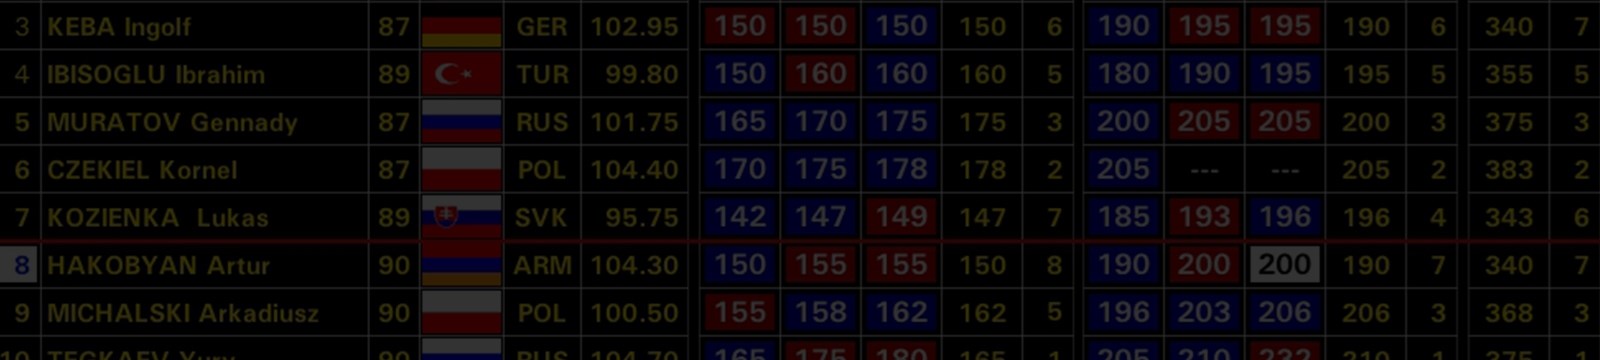 3 KEBA Ingolf 87 GER 102.95 150 150 150 150 6 190 195 195 190 6 340 7
4 IBISOGLU Ibrahim 89 TUR 99.80 150 160 160 160 5 180 190 195 195 5 355 5
5 MURATOV Gennady 87 RUS 101.75 165 170 175 175 3 200 205 205 200 3 375 3
6 CZEKIEL Kornel 87 POL 104.40 170 175 178 178 2 205 --- --- 205 2 383 2
7 KOZIENKA Lukas 89 SVK 95.75 142 147 149 147 7 185 193 196 196 4 343 6
8 HAKOBYAN Artur 90 ARM 104.30 150 155 155 150 8 190 200 200 190 7 340 7
9 MICHALSKI Arkadiusz 90 POL 100.50 155 158 162 162 5 196 203 206 206 3 368 3